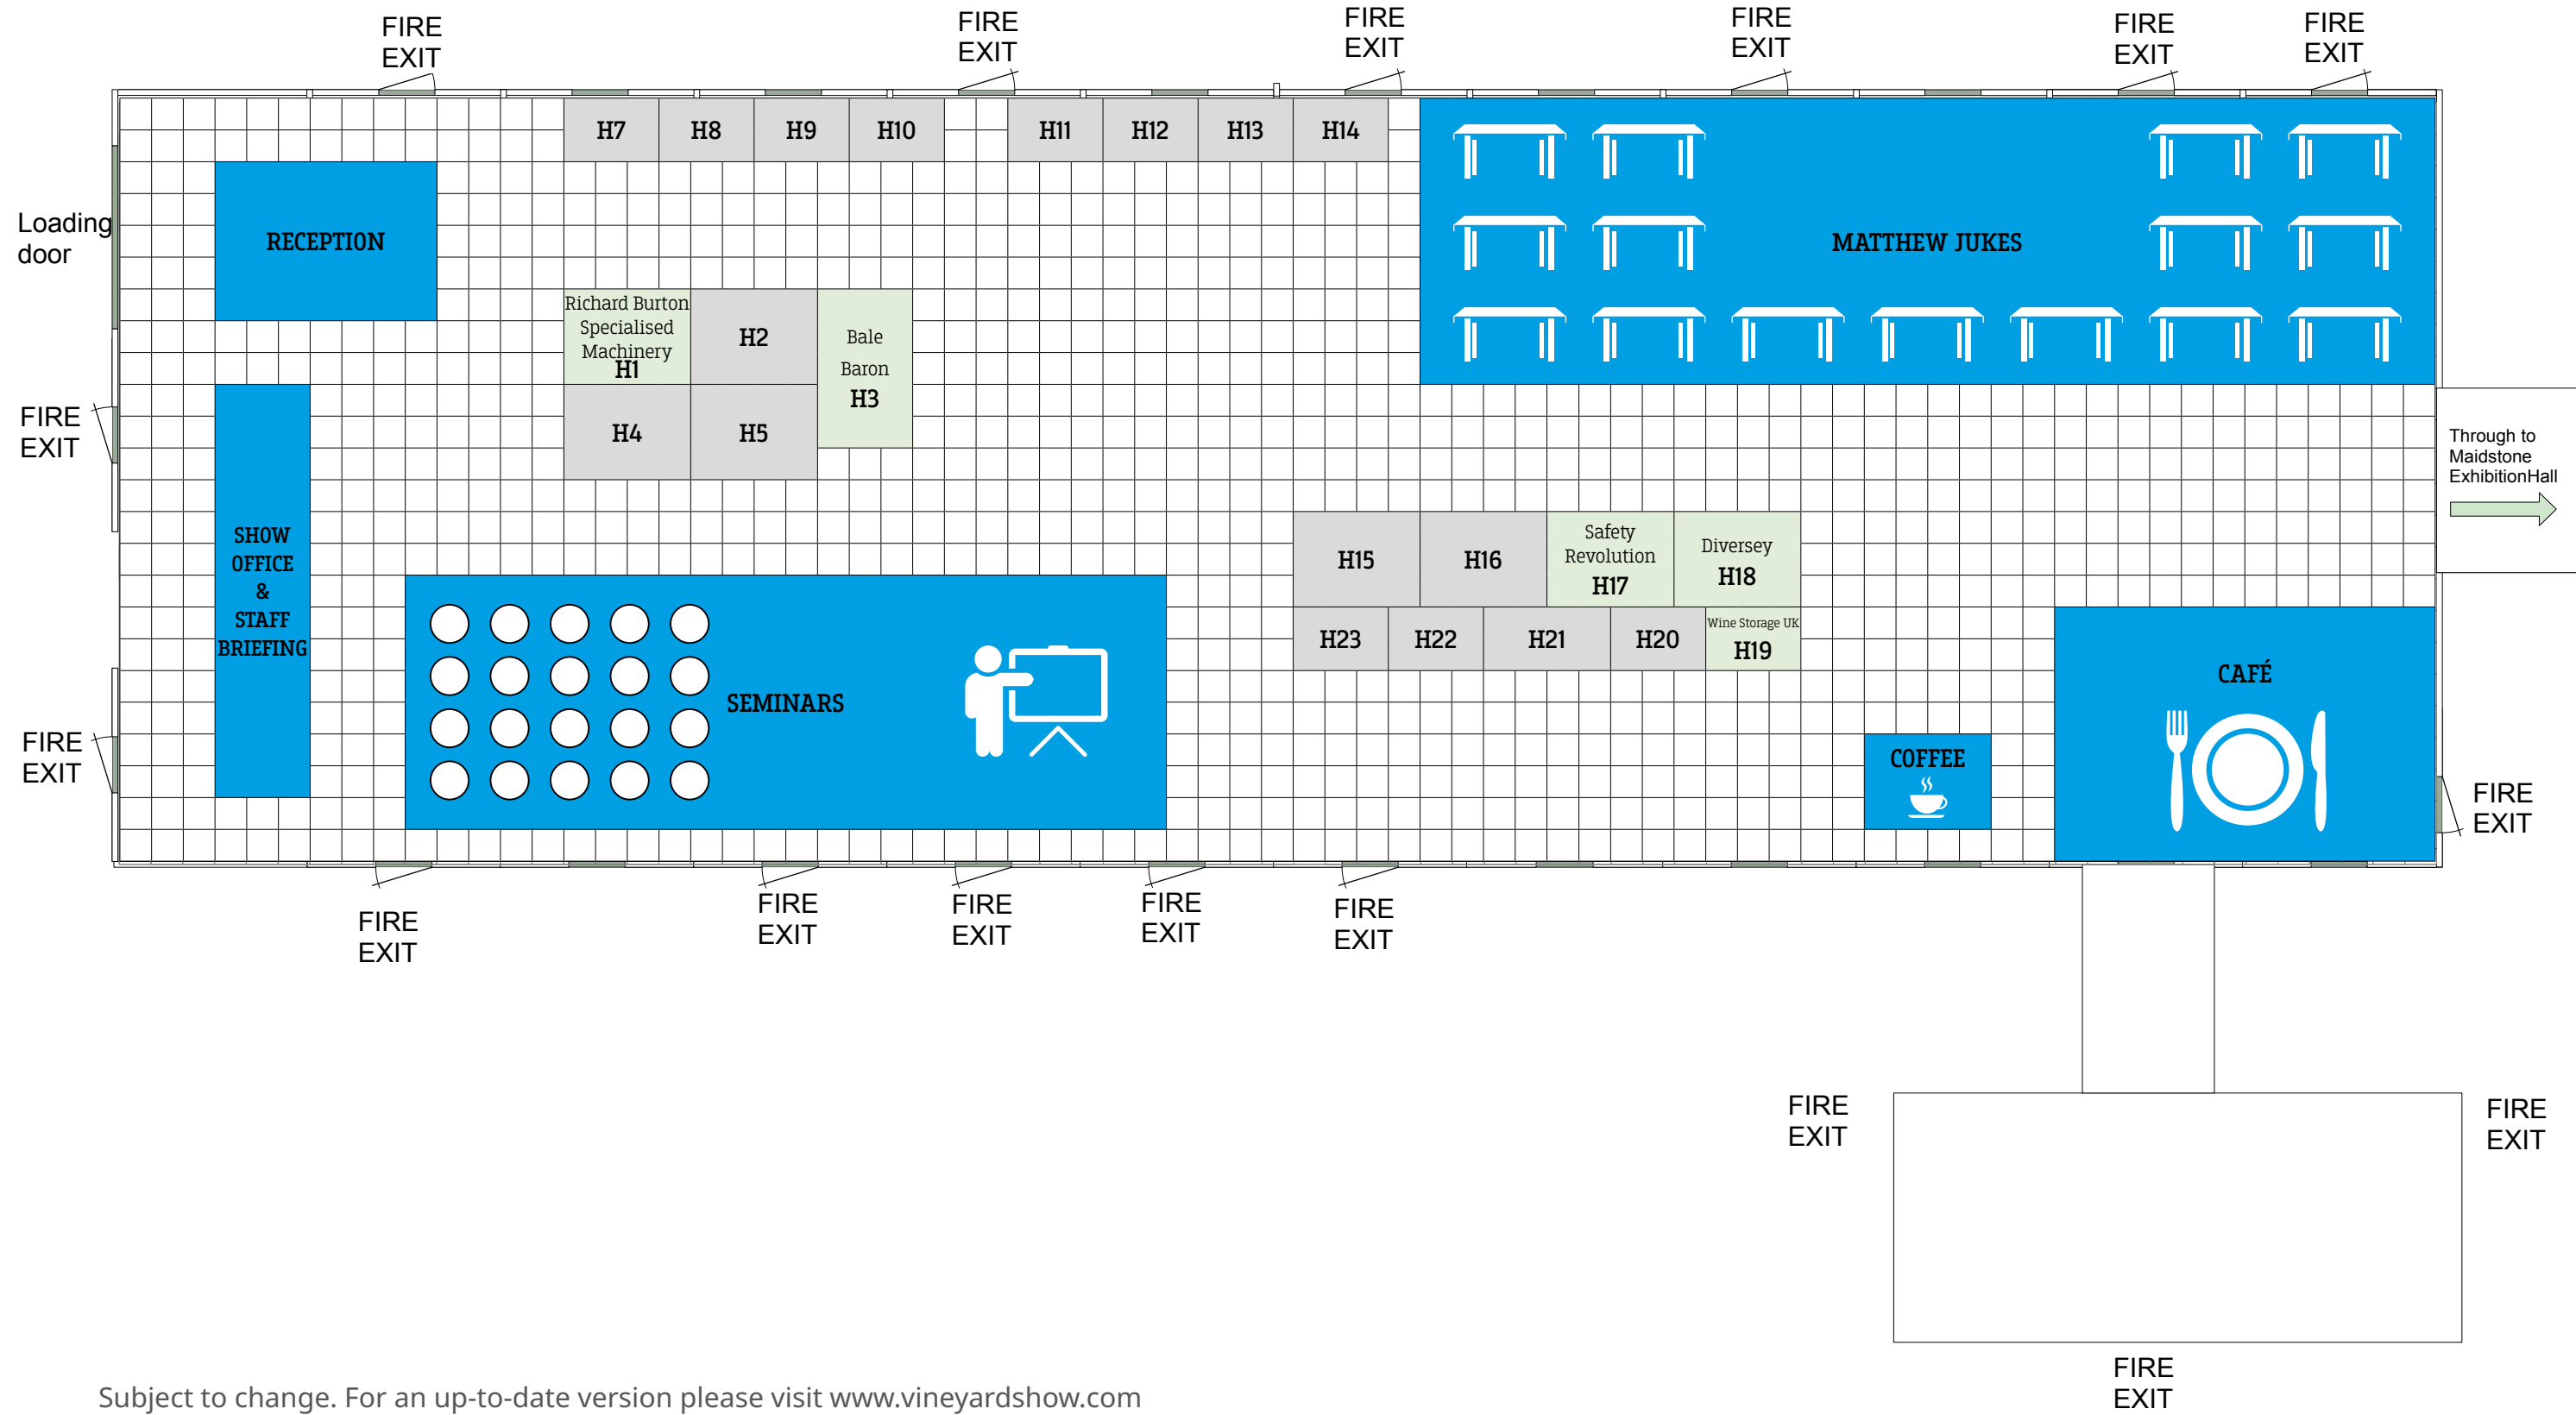 FIRE
EXIT
FIRE
EXIT
FIRE
EXIT
FIRE
EXIT
FIRE
EXIT
FIRE
EXIT
H7
H8
H9
H10
H11
H12
H13
H14
Loading
door
RECEPTION
MATTHEW JUKES
Richard Burton
Specialised
Machinery
H1
H2
Bale
Baron
H3
H4
H5
FIRE
EXIT
Through to
Maidstone
ExhibitionHall
SHOW
OFFICE
&
STAFF
BRIEFING
H15
H16
Safety
Revolution
H17
Diversey
H18
H23
H22
H21
H20
Wine Storage UK
H19
SEMINARS
CAFÉ
COFFEE
FIRE
EXIT
FIRE
EXIT
FIRE
EXIT
FIRE
EXIT
FIRE
EXIT
FIRE
EXIT
FIRE
EXIT
FIRE
EXIT
FIRE
EXIT
FIRE
EXIT
Subject to change. For an up-to-date version please visit www.vineyardshow.com